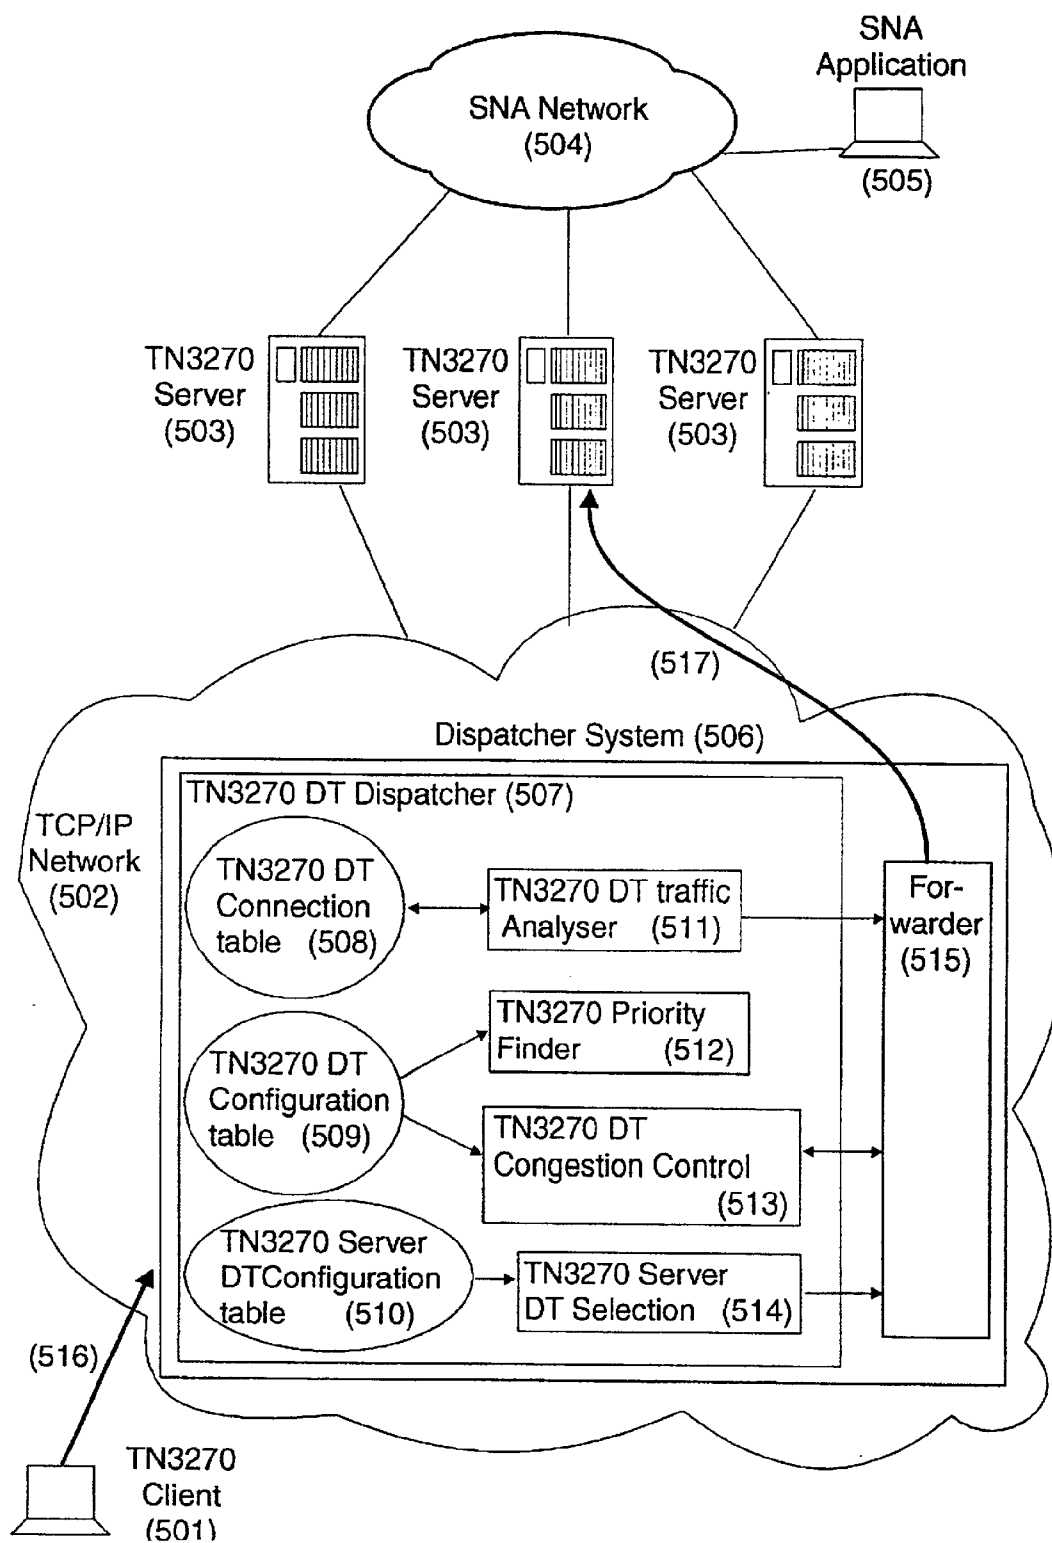 SNA
Application
(505)
SNA Network
(504)
TN3270
Server
(503)
TN3270
Server
(503)
TN3270
Server
(503)
(517)
Dispatcher System (506)
TN3270 DT Dispatcher (507)
TCP/IP
Network
(502)
TN3270 DT
Connection
table (508)
TN3270 DT traffic
Analyser (511)
For-
warder
(515)
TN3270 Priority
Finder (512)
TN3270 DT
Configuration
table (509)
TN3270 DT
Congestion Control
(513)
TN3270 Server
DTConfiguration
table (510)
TN3270 Server
DT Selection (514)
(516)
TN3270
Client
(501)